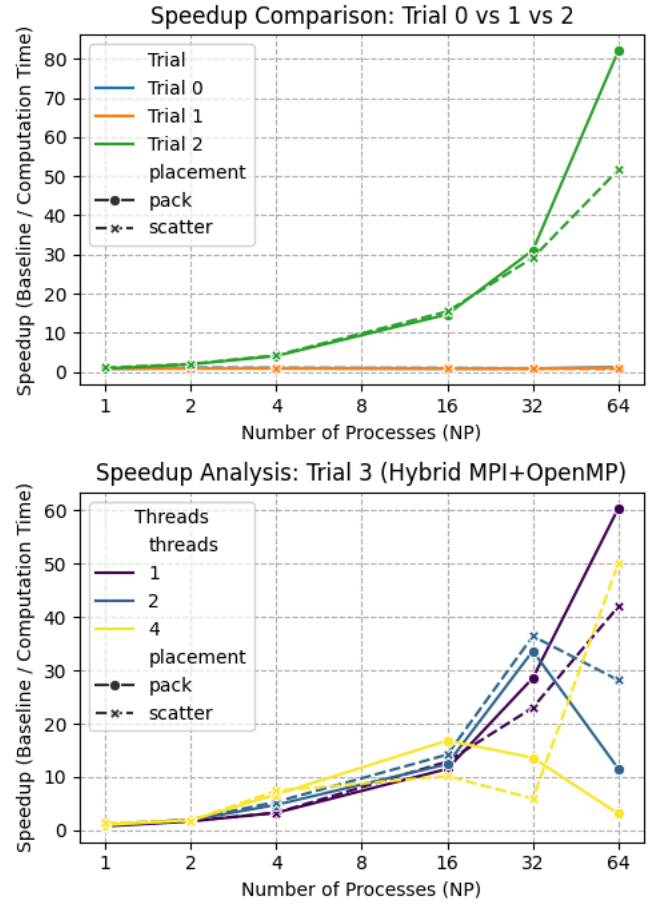 Speedup Comparison: Trial 0 vs 1 vs 2
Speedup (Baseline / Computation Time)
80
70
60
50
40
30
20
10
0
Trial
Trial 0
Trial 1
Trial 2
placement
pack
scatter
1
2
4
8
16
32
64
Number of Processes (NP)
Speedup Analysis: Trial 3 (Hybrid MPI+OpenMP)
Speedup (Baseline / Computation Time)
60
50
40
30
20
10
0
Threads
threads
1
2
4
placement
pack
scatter
1
2
4
8
16
32
64
Number of Processes (NP)